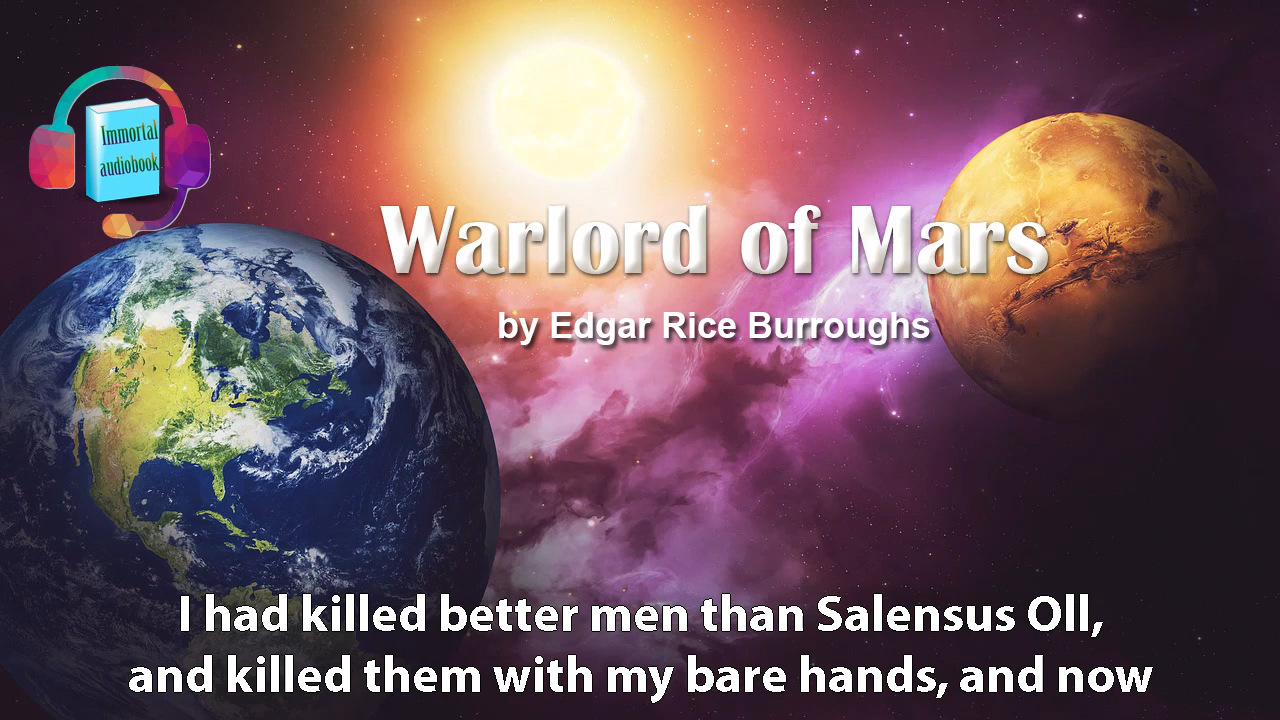 Immortal
audiobook
Warlord of Mars
by Edgar Rice Burroughs
I had killed better men than Salensus Oll,
and killed them with my bare hands, and now